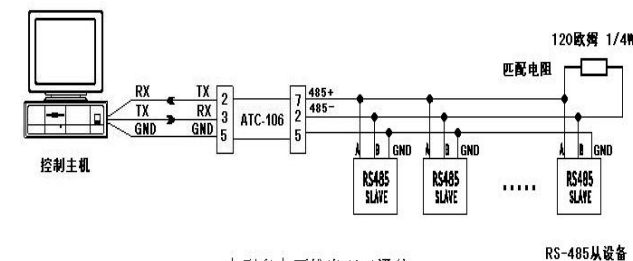 120欧姆 1/4W
匹配电阻
RX TX 2 7 485+
TX RX 3 ATC-106 2 485-
GND GND 5 5
控制主机
A B GND A B GND A B GND
RS485 SLAVE RS485 SLAVE ..... RS485 SLAVE
RS-485从设备